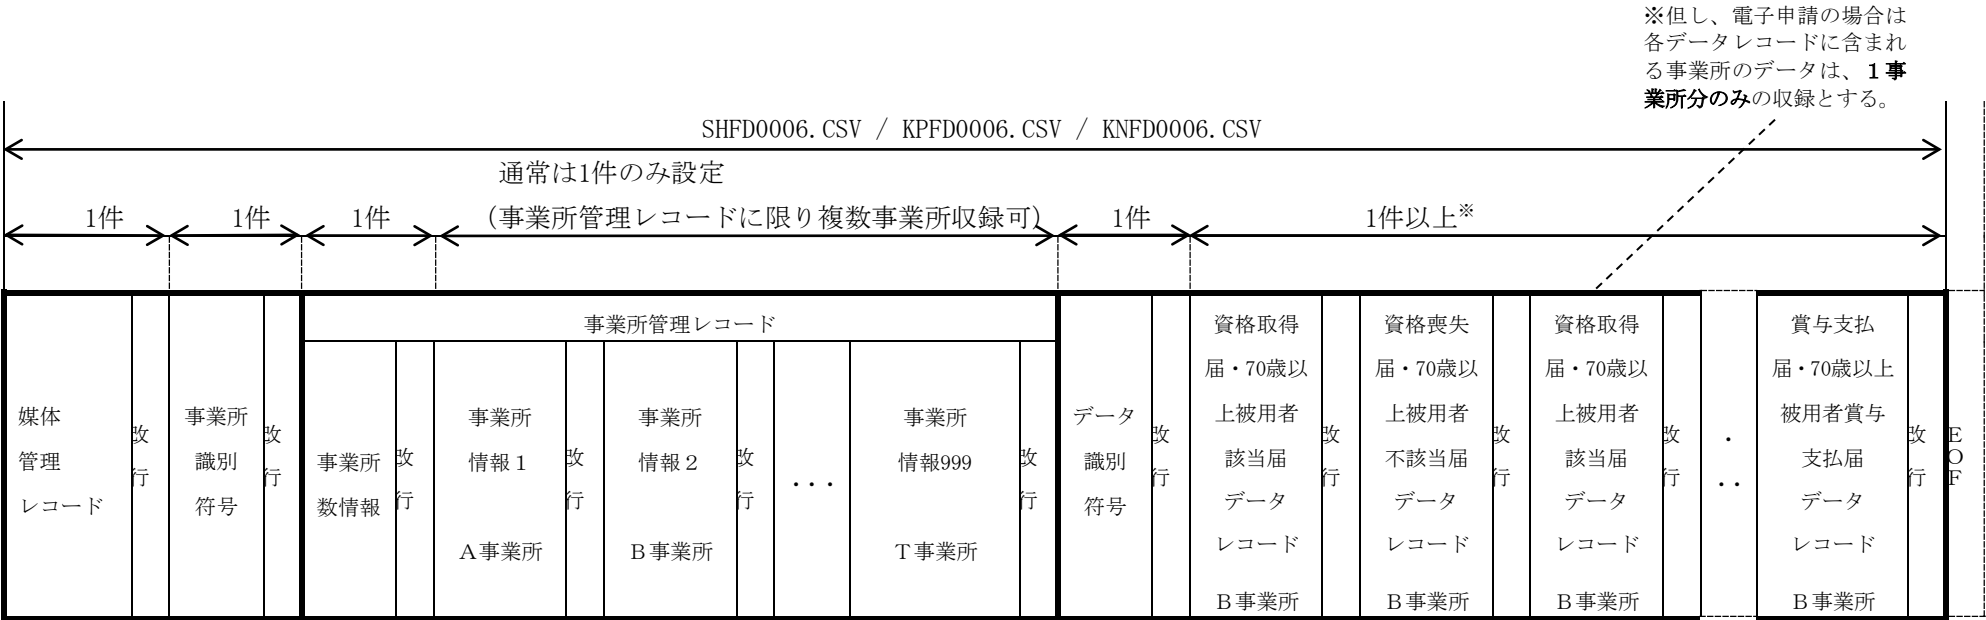 ※但し、電子申請の場合は
各データレコードに含まれ
る事業所のデータは、１事
業所分のみの収録とする。
SHFD0006.CSV / KPFD0006.CSV / KNFD0006.CSV
通常は1件のみ設定
1件
1件
1件
(事業所管理レコードに限り複数事業所収録可)
1件
1件以上※
媒体
管理
レコード
改
行
事業所
識別
符号
改
行
事業所管理レコード
事業所
数情報
改
行
事業所
情報１
Ａ事業所
改
行
事業所
情報２
Ｂ事業所
改
行
・・・
事業所
情報999
Ｔ事業所
改
行
データ
識別
符号
改
行
資格取得
届・70歳以
上被用者
該当届
データ
レコード
Ｂ事業所
改
行
資格喪失
届・70歳以
上被用者
不該当届
データ
レコード
Ｂ事業所
改
行
資格取得
届・70歳以
上被用者
該当届
データ
レコード
Ｂ事業所
改
行
・
・・
賞与支払
届・70歳以上
被用者賞与
支払届
データ
レコード
Ｂ事業所
改
行
E
O
F